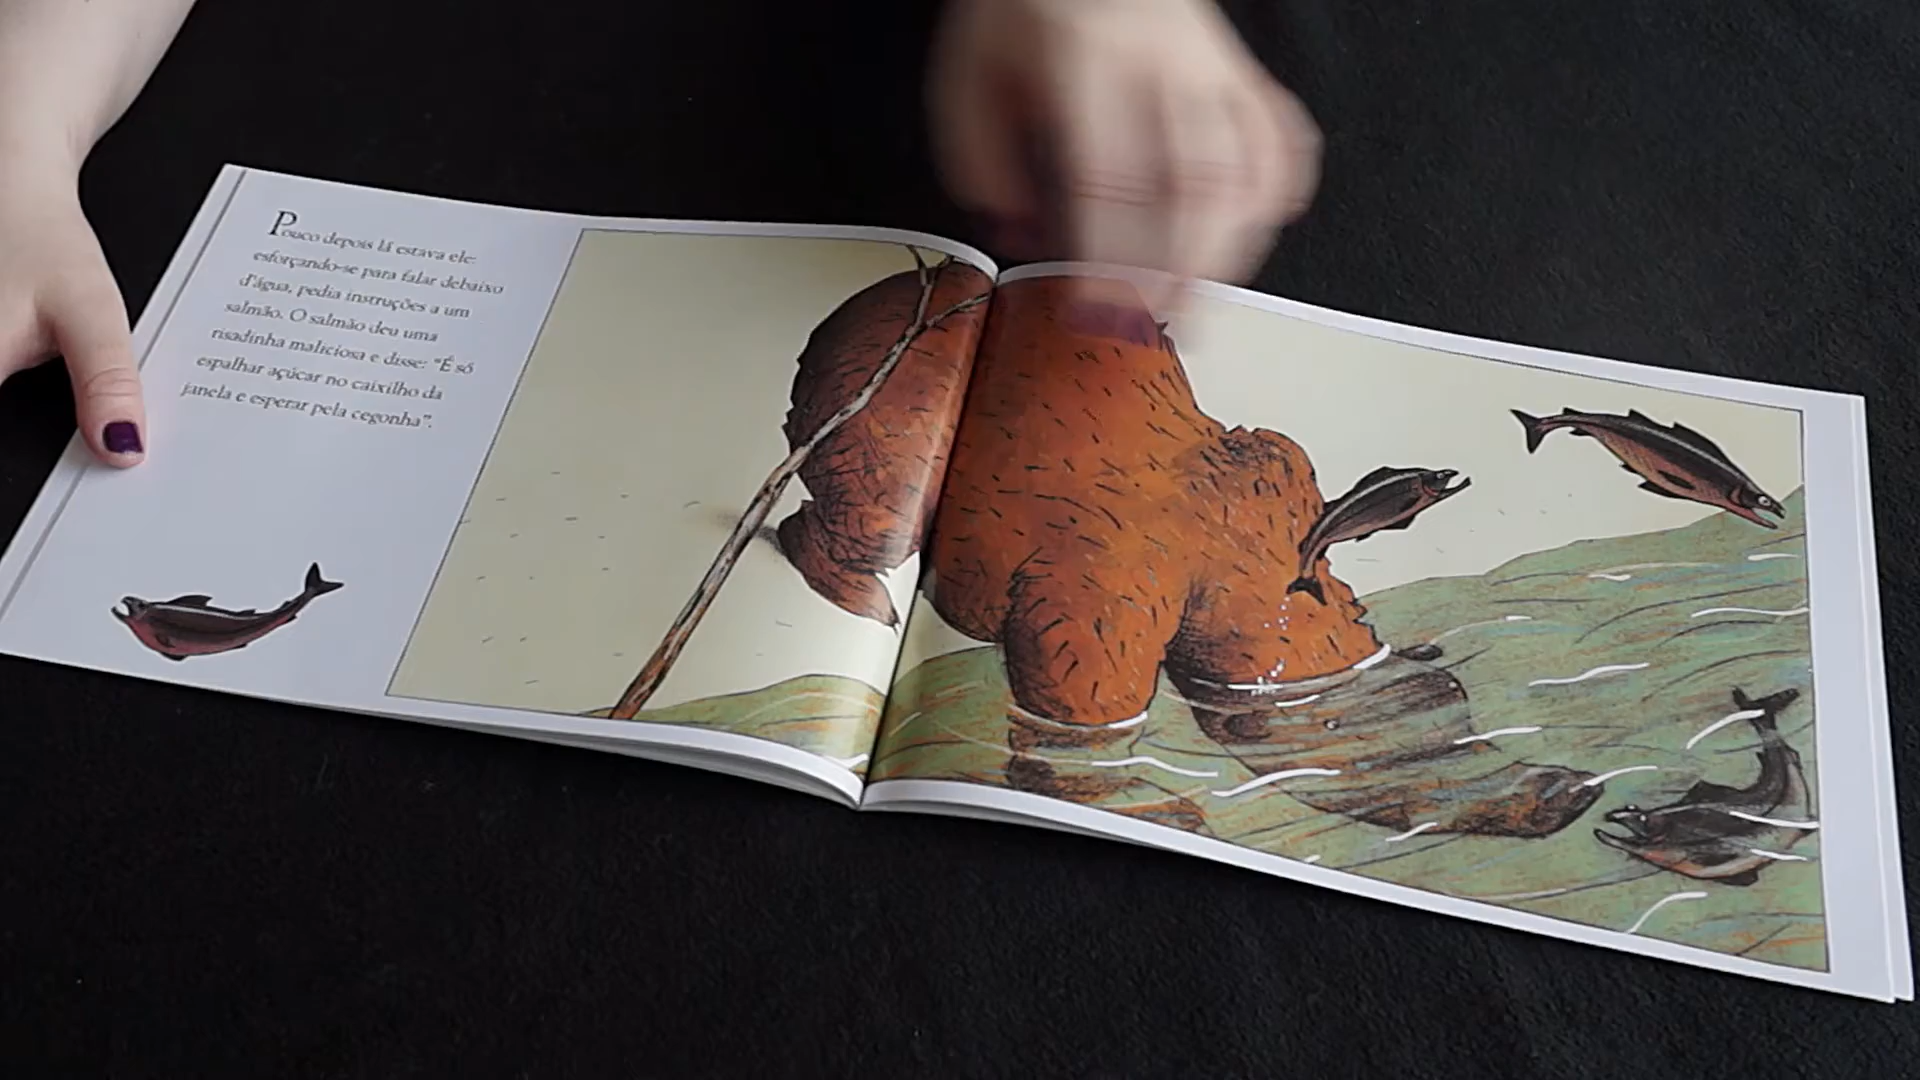 Pouco depois lá estava ele:
esforçando-se para falar debaixo
d'água, pedia instruções a um
salmão. O salmão deu uma
risadinha maliciosa e disse: “É só
espalhar açúcar no caixilho da
janela e esperar pela cegonha”.